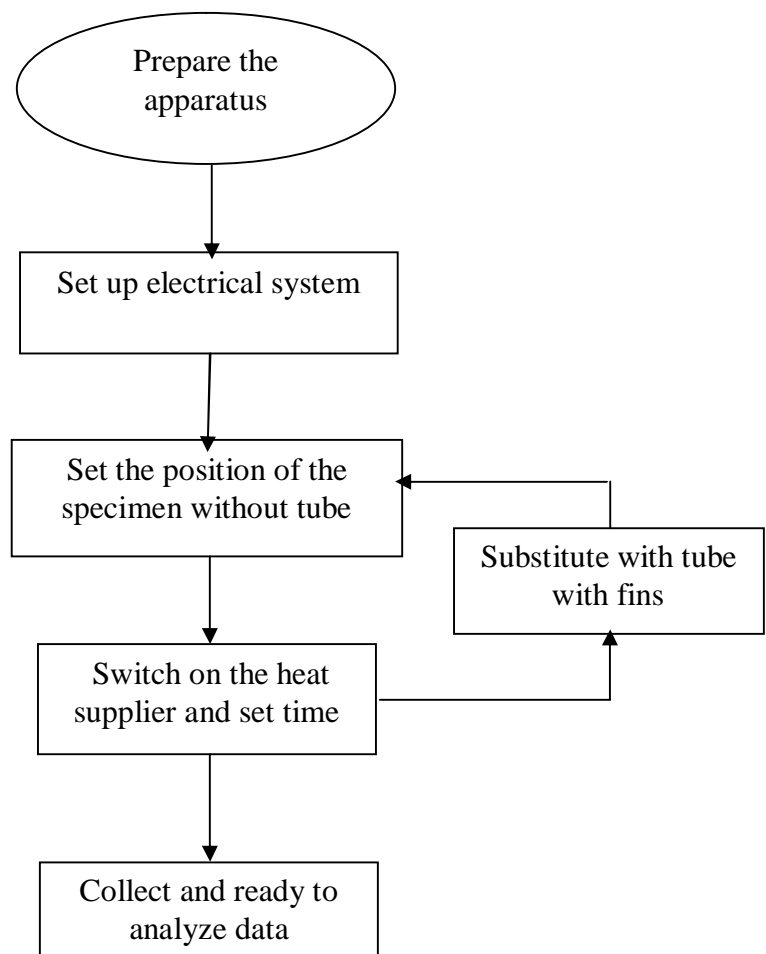 Prepare the
apparatus
Set up electrical system
Set the position of the
specimen without tube
Substitute with tube
with fins
Switch on the heat
supplier and set time
Collect and ready to
analyze data